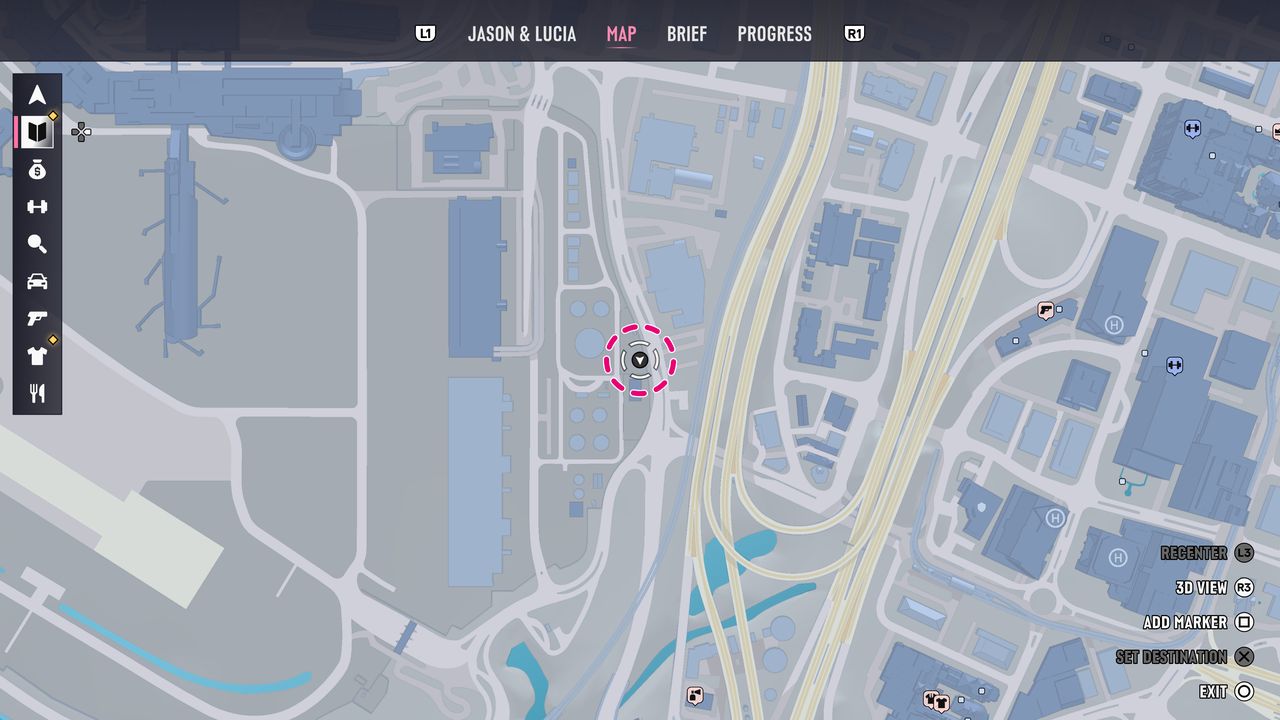 L1 JASON & LUCIA MAP BRIEF PROGRESS R1
$
H
H
H
RECENTER L3
3D VIEW R3
ADD MARKER
SET DESTINATION
EXIT